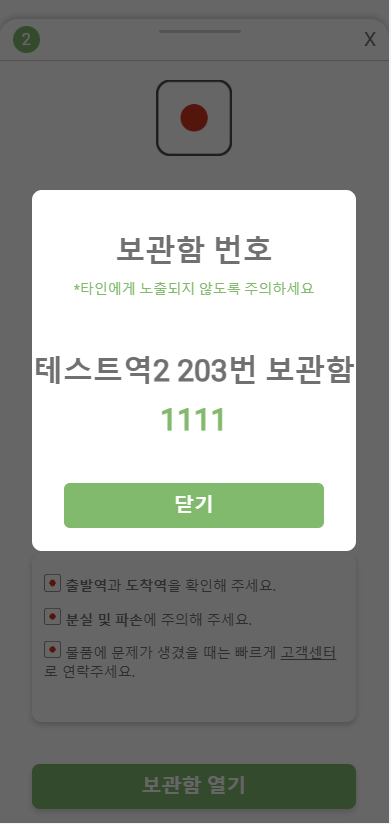 2
X
보관함 번호
*타인에게 노출되지 않도록 주의하세요
테스트역2 203번 보관함
1111
닫기
출발역과 도착역을 확인해 주세요.
분실 및 파손에 주의해 주세요.
물품에 문제가 생겼을 때는 빠르게 고객센터
로 연락주세요.
보관함 열기